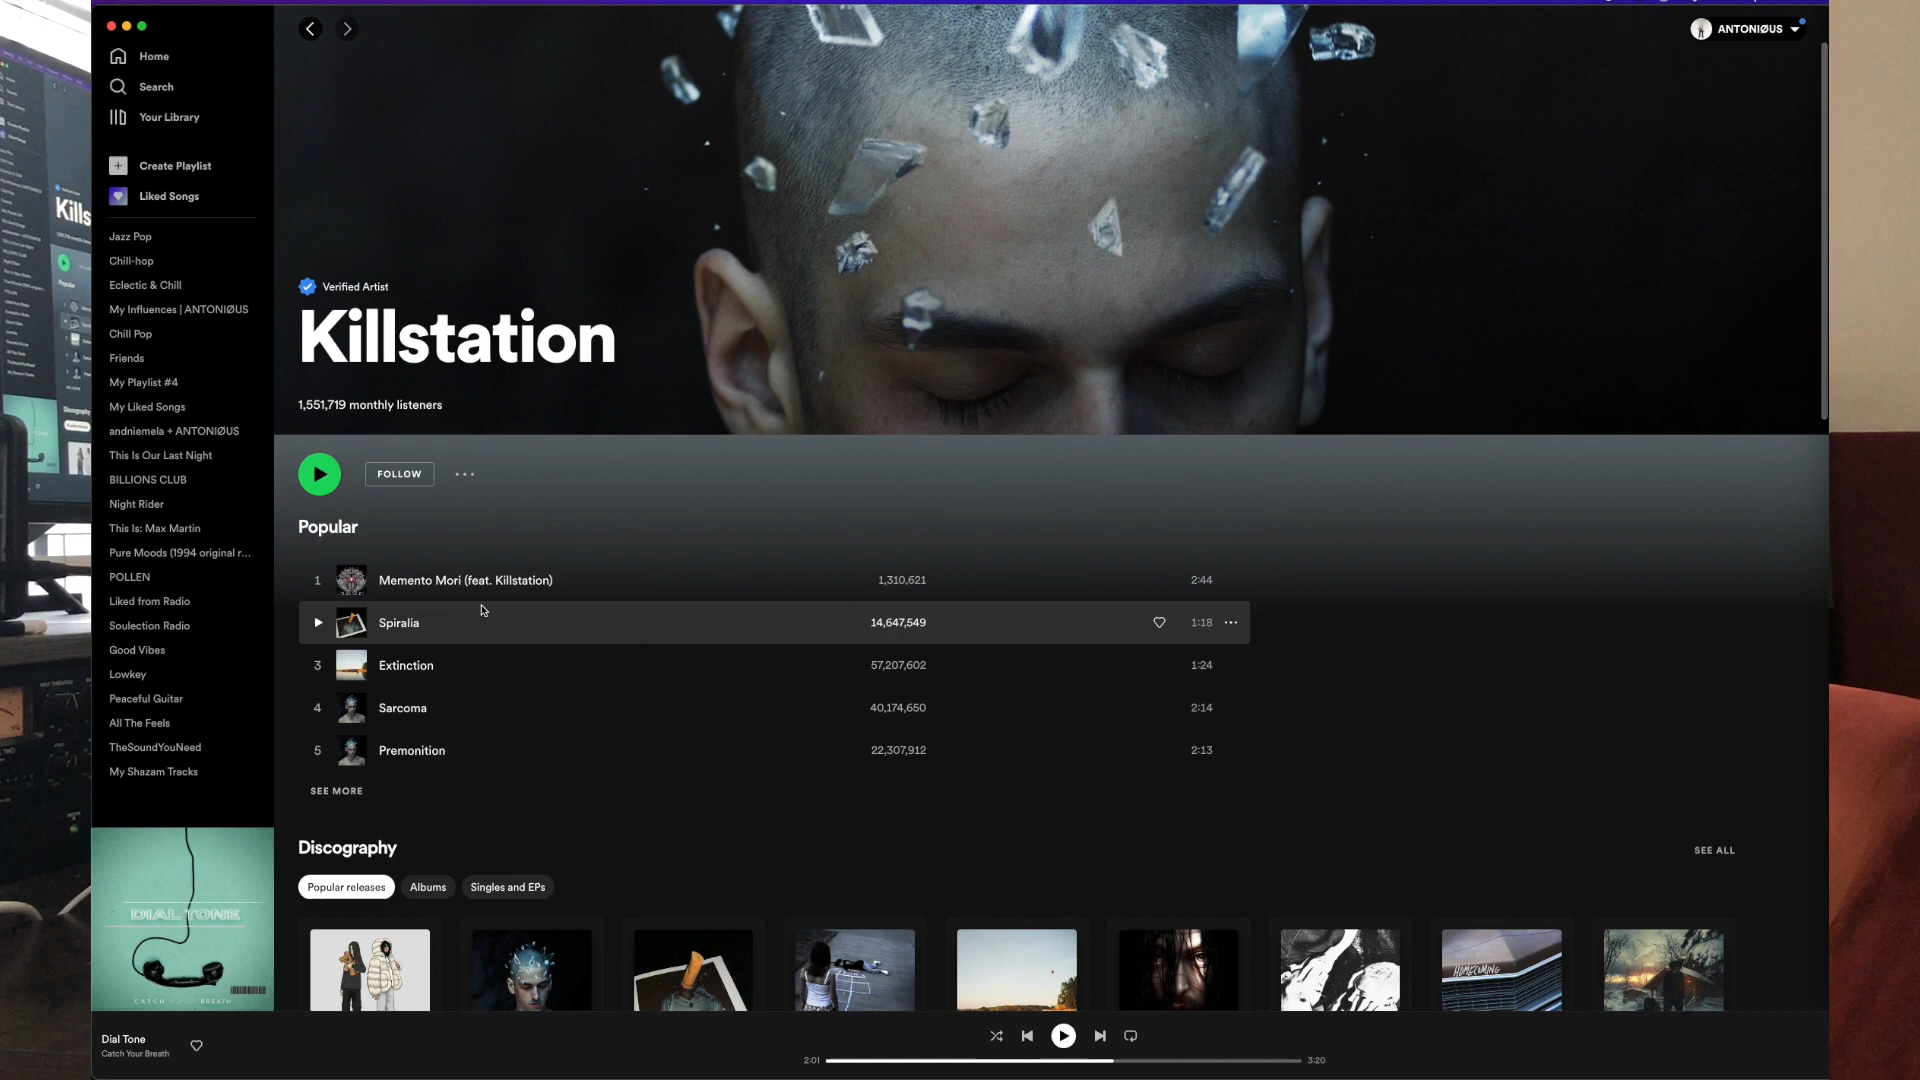 Home
Search
Your Library
Create Playlist
Liked Songs
Jazz Pop
Chill-hop
Eclectic & Chill
My Influences | ANTONIØUS
Chill Pop
Friends
My Playlist #4
My Liked Songs
andniemela + ANTONIØUS
This Is Our Last Night
BILLIONS CLUB
Night Rider
This Is: Max Martin
Pure Moods (1994 original r...
POLLEN
Liked from Radio
Soulection Radio
Good Vibes
Lowkey
Peaceful Guitar
All The Feels
TheSoundYouNeed
My Shazam Tracks
DIAL TONE
CATCH YOUR BREATH
ANTONIØUS
Verified Artist
Killstation
1,551,719 monthly listeners
FOLLOW
Popular
1 Memento Mori (feat. Killstation) 1,310,621 2:44
Spiralia 14,647,549 1:18
3 Extinction 57,207,602 1:24
4 Sarcoma 40,174,650 2:14
5 Premonition 22,307,912 2:13
SEE MORE
Discography
SEE ALL
Popular releases Albums Singles and EPs
HOMECOMING
Dial Tone
Catch Your Breath
2:01 3:20
Kills